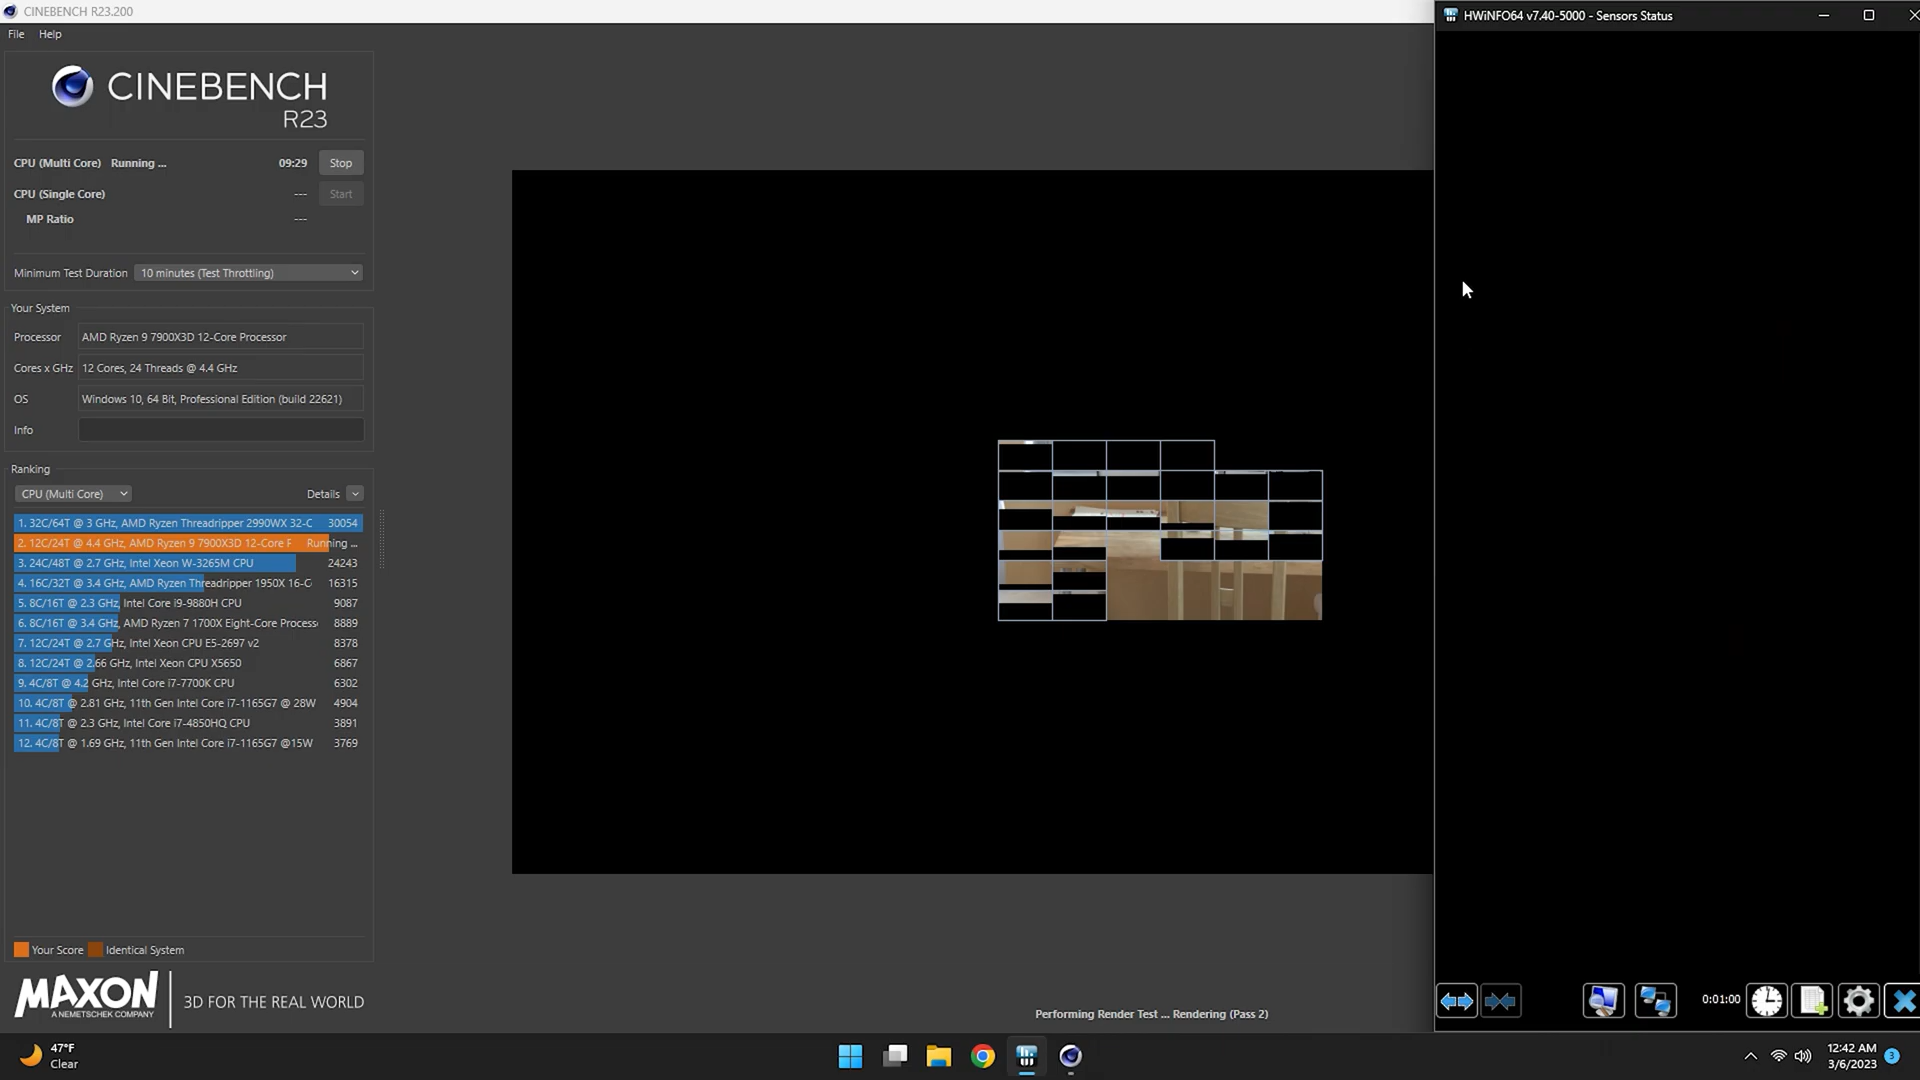 CINEBENCH R23.200
HWiNFO64 v7.40-5000 - Sensors Status
File Help
CINEBENCH
R23
CPU (Multi Core) Running ... 09:29 Stop
CPU (Single Core) --- Start
MP Ratio ---
Minimum Test Duration 10 minutes (Test Throttling)
Your System
Processor AMD Ryzen 9 7900X3D 12-Core Processor
Cores x GHz 12 Cores, 24 Threads @ 4.4 GHz
OS Windows 10, 64 Bit, Professional Edition (build 22621)
Info
Ranking
CPU (Multi Core) Details
1. 32C/64T @ 3 GHz, AMD Ryzen Threadripper 2990WX 32-C 30054
2. 12C/24T @ 4.4 GHz, AMD Ryzen 9 7900X3D 12-Core F Running ...
3. 24C/48T @ 2.7 GHz, Intel Xeon W-3265M CPU 24243
4. 16C/32T @ 3.4 GHz, AMD Ryzen Threadripper 1950X 16-C 16315
5. 8C/16T @ 2.3 GHz, Intel Core i9-9880H CPU 9087
6. 8C/16T @ 3.4 GHz, AMD Ryzen 7 1700X Eight-Core Process 8889
7. 12C/24T @ 2.7 GHz, Intel Xeon CPU E5-2697 v2 8378
8. 12C/24T @ 2.66 GHz, Intel Xeon CPU X5650 6867
9. 4C/8T @ 4.2 GHz, Intel Core i7-7700K CPU 6302
10. 4C/8T @ 2.81 GHz, 11th Gen Intel Core i7-1165G7 @ 28W 4904
11. 4C/8T @ 2.3 GHz, Intel Core i7-4850HQ CPU 3891
12. 4C/8T @ 1.69 GHz, 11th Gen Intel Core i7-1165G7 @15W 3769
Your Score Identical System
MAXON
A NEMETSCHEK COMPANY
3D FOR THE REAL WORLD
Performing Render Test ... Rendering (Pass 2)
0:01:00
47°F
Clear
12:42 AM
3/6/2023
3